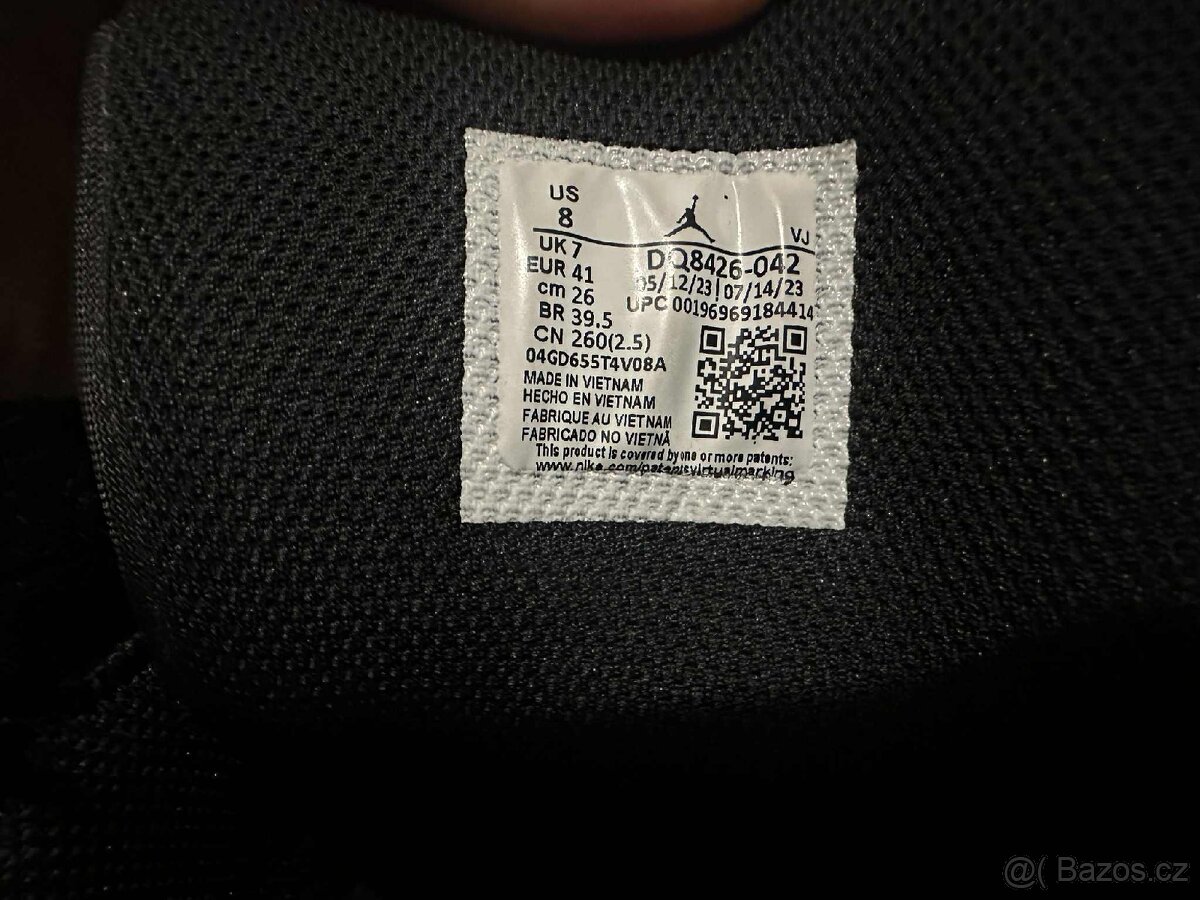 US
8
VJ
UK 7
DQ8426-042
EUR 41
05/12/23|07/14/23
cm 26
UPC 00196969184414
BR 39.5
CN 260(2.5)
04GD655T4V08A
MADE IN VIETNAM
HECHO EN VIETNAM
FABRIQUE AU VIETNAM
FABRICADO NO VIETNÃ
This product is covered by one or more patents:
www.nike.com/patentsvirtualmarking
@( Bazos.cz